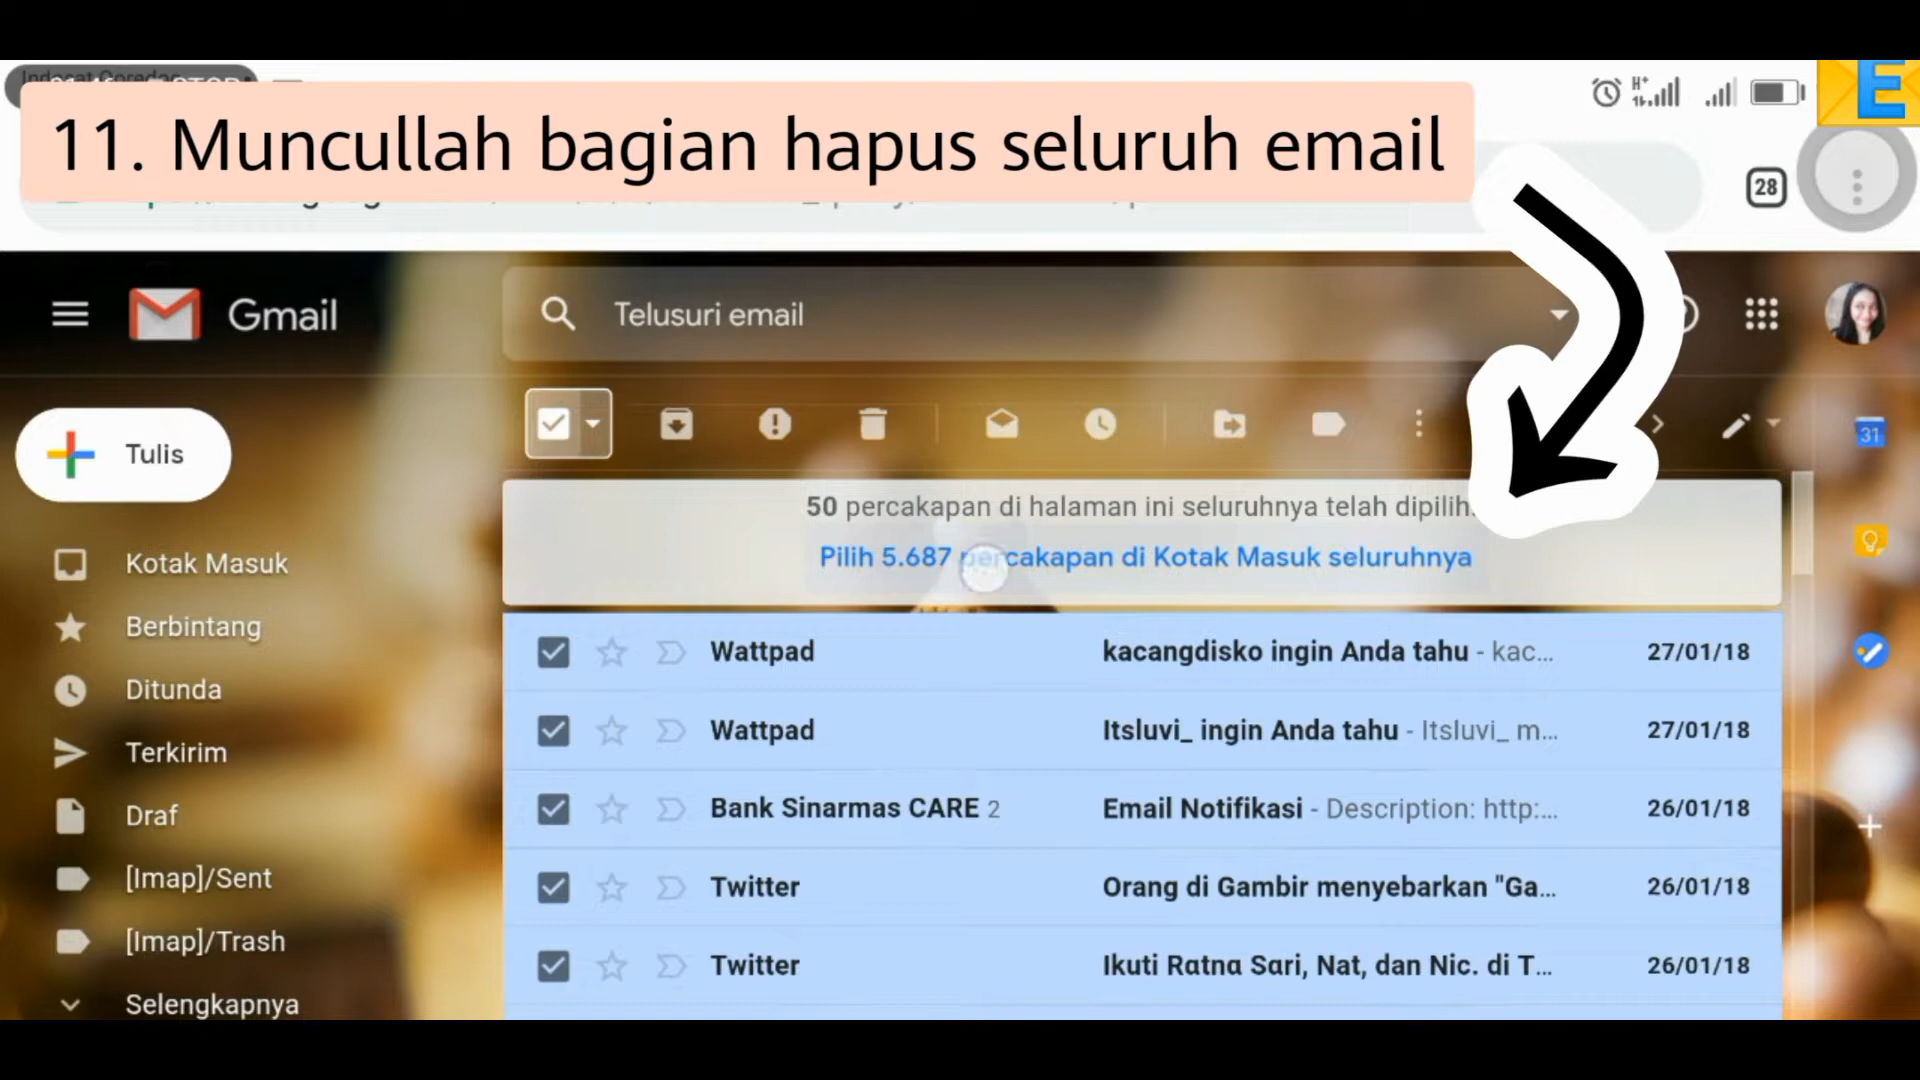 11. Muncullah bagian hapus seluruh email
28
E
Gmail
Telusuri email
Tulis
31
50 percakapan di halaman ini seluruhnya telah dipilih.
Pilih 5.687 percakapan di Kotak Masuk seluruhnya
Kotak Masuk
Berbintang
Ditunda
Terkirim
Draf
[Imap]/Sent
[Imap]/Trash
Selengkapnya
Wattpad kacangdisko ingin Anda tahu - kac... 27/01/18
Wattpad Itsluvi_ ingin Anda tahu - Itsluvi_ m... 27/01/18
Bank Sinarmas CARE 2 Email Notifikasi - Description: http:... 26/01/18
Twitter Orang di Gambir menyebarkan "Ga... 26/01/18
Twitter Ikuti Ratna Sari, Nat, dan Nic. di T... 26/01/18